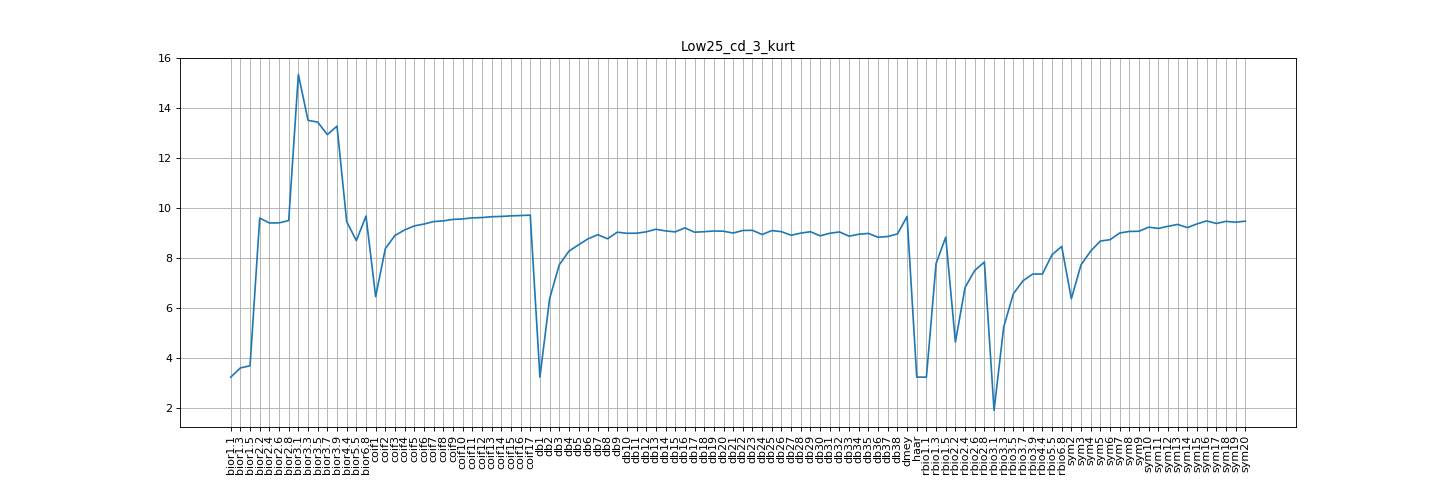 Low25_cd_3_kurt
16
14
12
10
8
6
4
2
bior1.1
bior1.3
bior1.5
bior2.2
bior2.4
bior2.6
bior2.8
bior3.1
bior3.3
bior3.5
bior3.7
bior3.9
bior4.4
bior5.5
bior6.8
coif1
coif2
coif3
coif4
coif5
coif6
coif7
coif8
coif9
coif10
coif11
coif12
coif13
coif14
coif15
coif16
coif17
db1
db2
db3
db4
db5
db6
db7
db8
db9
db10
db11
db12
db13
db14
db15
db16
db17
db18
db19
db20
db21
db22
db23
db24
db25
db26
db27
db28
db29
db30
db31
db32
db33
db34
db35
db36
db37
db38
dmey
haar
rbio1.1
rbio1.3
rbio1.5
rbio2.2
rbio2.4
rbio2.6
rbio2.8
rbio3.1
rbio3.3
rbio3.5
rbio3.7
rbio3.9
rbio4.4
rbio5.5
rbio6.8
sym2
sym3
sym4
sym5
sym6
sym7
sym8
sym9
sym10
sym11
sym12
sym13
sym14
sym15
sym16
sym17
sym18
sym19
sym20